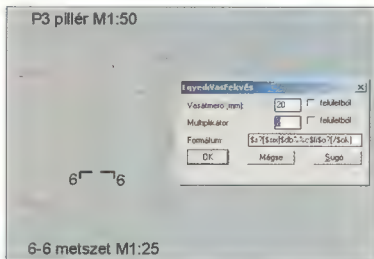 P3 pillér M1:50
EgyediVasFekvés
Vasátmérő ,mm): 20 felületből
Multiplikátor felületből
Formátum:
OK Mégse Súgó
6 6
6-6 metszet M1:25